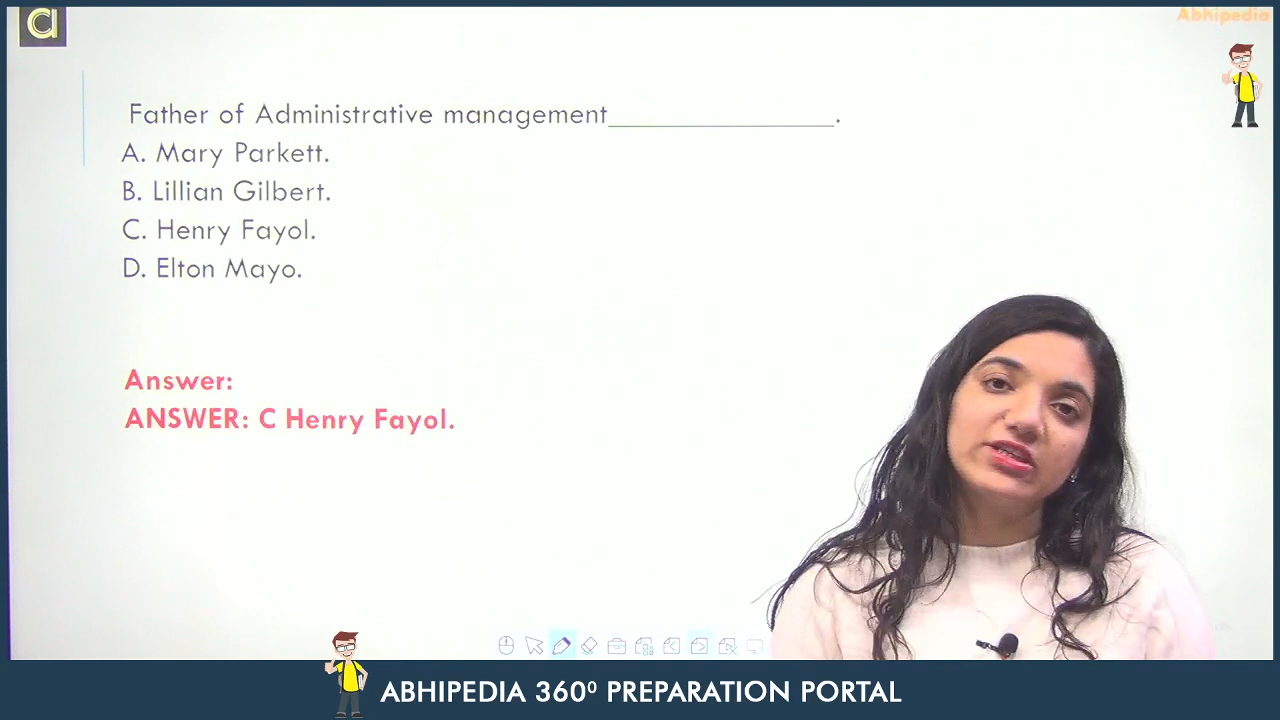 a
Abhipedia
Father of Administrative management_______________.
A. Mary Parkett.
B. Lillian Gilbert.
C. Henry Fayol.
D. Elton Mayo.
Answer:
ANSWER: C Henry Fayol.
ABHIPEDIA 360⁰ PREPARATION PORTAL